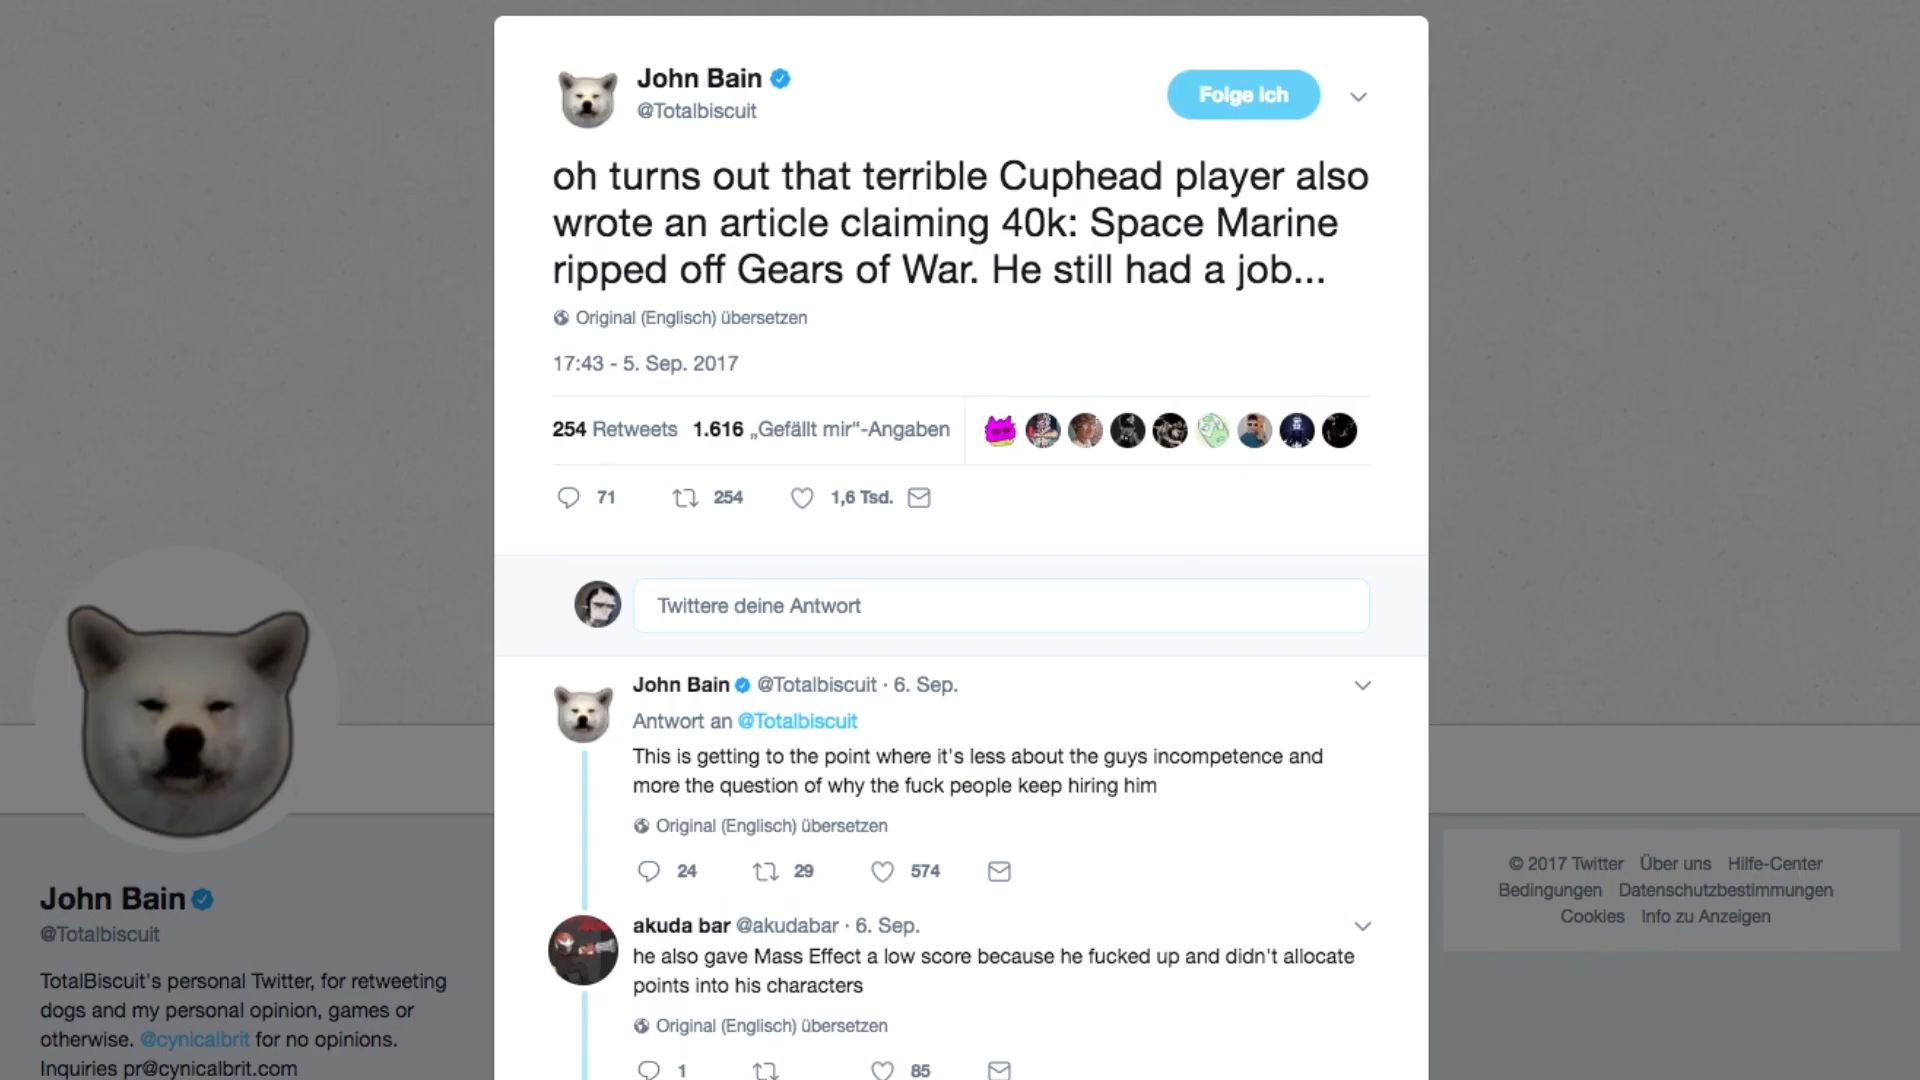 John Bain
@Totalbiscuit
Folge ich
oh turns out that terrible Cuphead player also
wrote an article claiming 40k: Space Marine
ripped off Gears of War. He still had a job...
Original (Englisch) übersetzen
17:43 - 5. Sep. 2017
254 Retweets 1.616 „Gefällt mir“-Angaben
71 254 1,6 Tsd.
Twittere deine Antwort
John Bain @Totalbiscuit · 6. Sep.
Antwort an @Totalbiscuit
This is getting to the point where it's less about the guys incompetence and
more the question of why the fuck people keep hiring him
Original (Englisch) übersetzen
24 29 574
akuda bar @akudabar · 6. Sep.
he also gave Mass Effect a low score because he fucked up and didn't allocate
points into his characters
Original (Englisch) übersetzen
1 85
John Bain
@Totalbiscuit
TotalBiscuit's personal Twitter, for retweeting
dogs and my personal opinion, games or
otherwise. @cynicalbrit for no opinions.
Inquiries pr@cynicalbrit.com
© 2017 Twitter Über uns Hilfe-Center
Bedingungen Datenschutzbestimmungen
Cookies Info zu Anzeigen